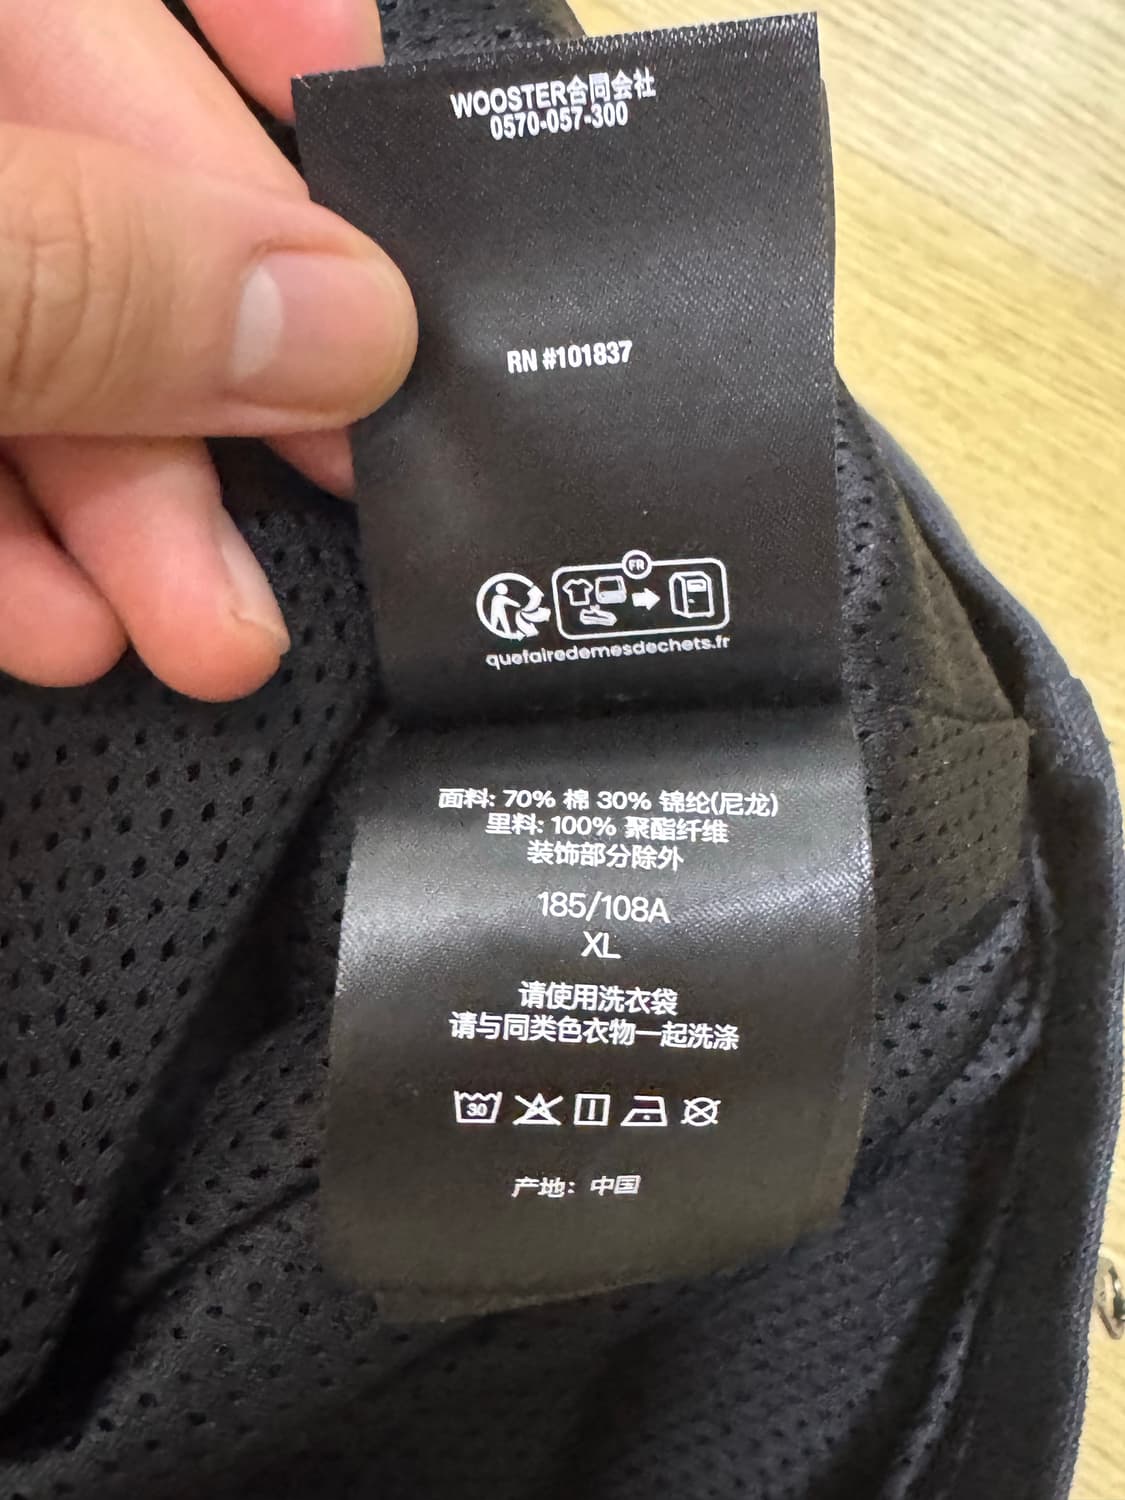 WOOSTER合同会社
0570-057-300
RN #101837
FR
quefairedemesdechets.fr
面料: 70% 棉 30% 锦纶(尼龙)
里料: 100% 聚酯纤维
装饰部分除外
185/108A
XL
请使用洗衣袋
请与同类色衣物一起洗涤
30
产地: 中国